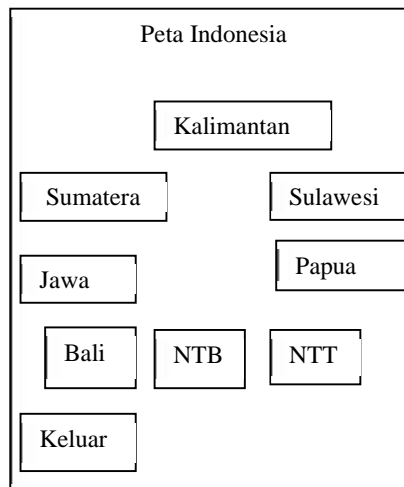 Peta Indonesia
Kalimantan
Sumatera
Sulawesi
Papua
Jawa
Bali
NTB
NTT
Keluar